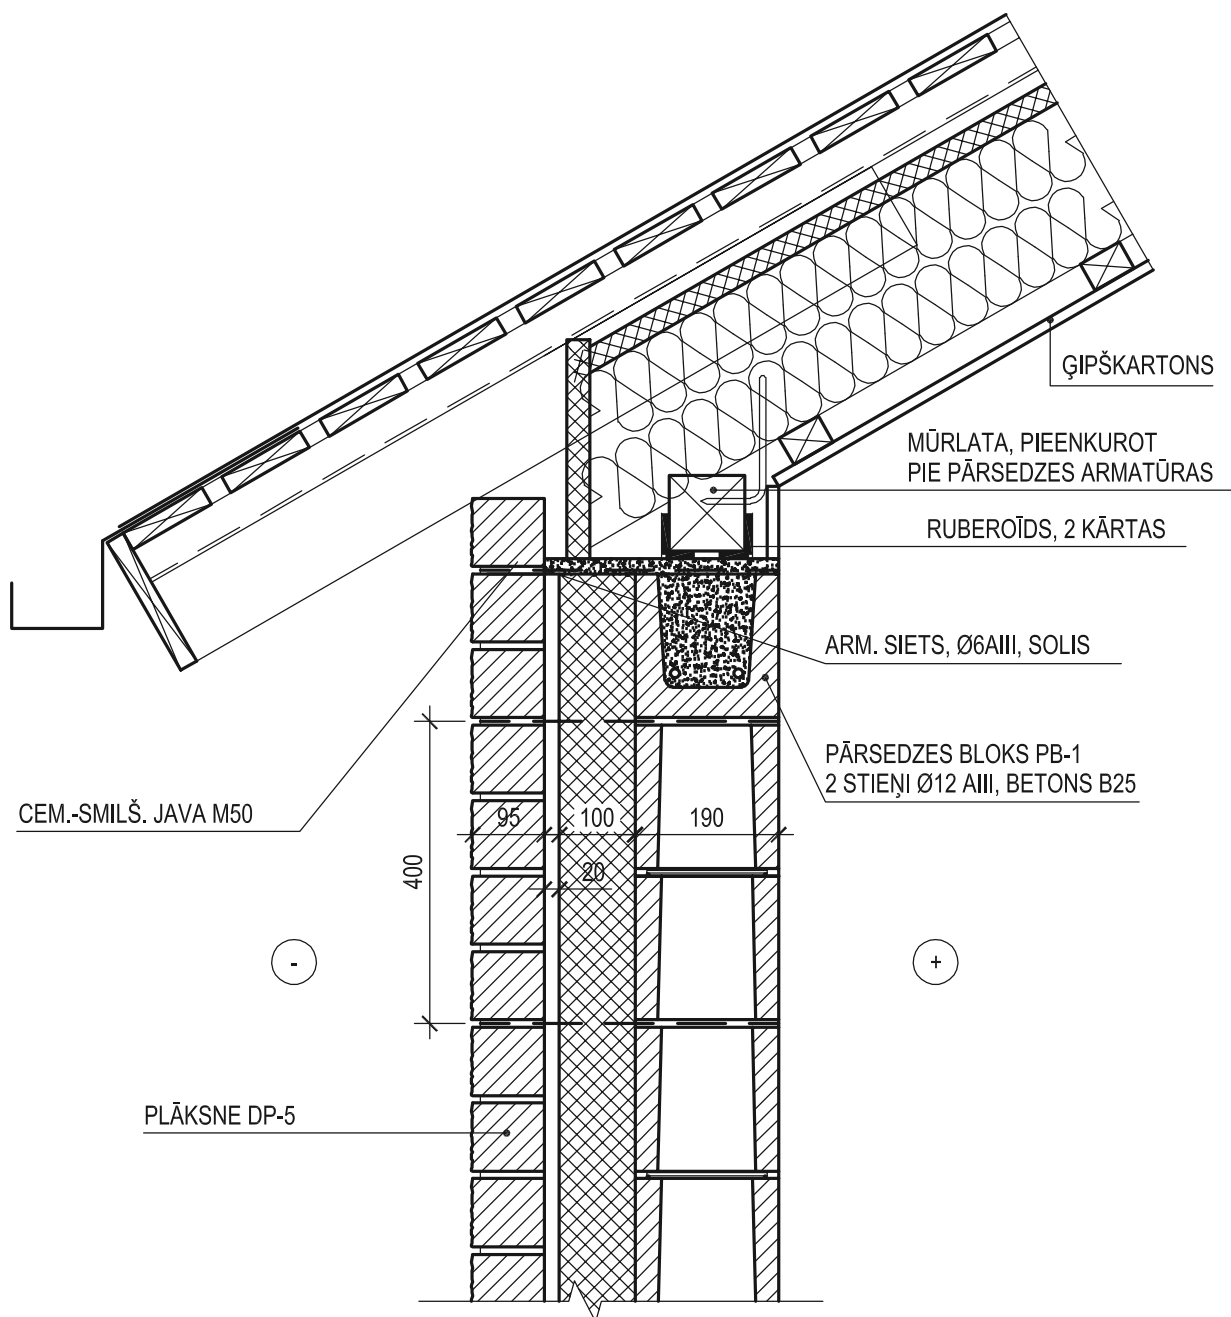 ĢIPŠKARTONS
MŪRLATA, PIEENKUROT
PIE PĀRSEDZES ARMATŪRAS
RUBEROĪDS, 2 KĀRTAS
ARM. SIETS, Ø6AIII, SOLIS
PĀRSEDZES BLOKS PB-1
2 STIEŅI Ø12 AIII, BETONS B25
CEM.-SMILŠ. JAVA M50
95
100
190
20
400
-
+
PLĀKSNE DP-5